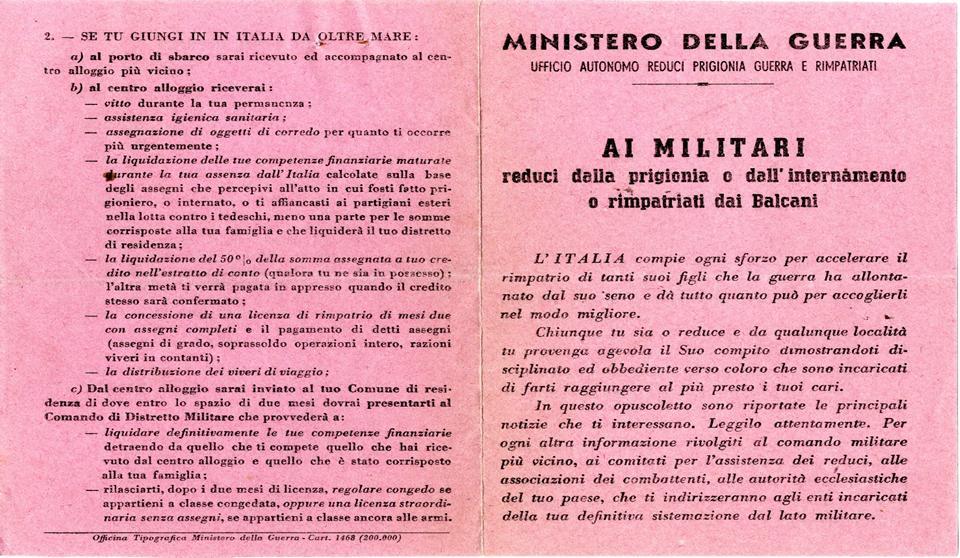 2. — SE TU GIUNGI IN IN ITALIA DA OLTRE MARE :
a) al porto di sbarco sarai ricevuto ed accompagnato al cen-
tro alloggio più vicino ;
b) al centro alloggio riceverai :
— vitto durante la tua permanenza ;
— assistenza igienica sanitaria ;
— assegnazione di oggetti di corredo per quanto ti occorre
più urgentemente ;
— la liquidazione delle tue competenze finanziarie maturate
durante la tua assenza dall'Italia calcolate sulla base
degli assegni che percepivi all'atto in cui fosti fatto pri-
gioniero, o internato, o ti affiancasti ai partigiani esteri
nella lotta contro i tedeschi, meno una parte per le somme
corrisposte alla tua famiglia e che liquiderà il tuo distretto
di residenza ;
— la liquidazione del 50 % della somma assegnata a tuo cre-
dito nell'estratto di conto (qualora tu ne sia in possesso) ;
l'altra metà ti verrà pagata in appresso quando il credito
stesso sarà confermato ;
— la concessione di una licenza di rimpatrio di mesi due
con assegni completi e il pagamento di detti assegni
(assegni di grado, soprassoldo operazioni intero, razioni
viveri in contanti) ;
— la distribuzione dei viveri di viaggio ;
c) Dal centro alloggio sarai inviato al tuo Comune di resi-
denza di dove entro lo spazio di due mesi dovrai presentarti al
Comando di Distretto Militare che provvederà a :
— liquidare definitivamente le tue competenze finanziarie
detraendo da quello che ti compete quello che hai rice-
vuto dal centro alloggio e quello che è stato corrisposto
alla tua famiglia ;
— rilasciarti, dopo i due mesi di licenza, regolare congedo se
appartieni a classe congedata, oppure una licenza straordi-
naria senza assegni, se appartieni a classe ancora alle armi.
Officina Tipografica Ministero della Guerra - Cart. 1468 (200.000)
MINISTERO DELLA GUERRA
UFFICIO AUTONOMO REDUCI PRIGIONIA GUERRA E RIMPATRIATI
AI MILITARI
reduci dalla prigionia o dall'internamento
o rimpatriati dai Balcani
L'ITALIA compie ogni sforzo per accelerare il
rimpatrio di tanti suoi figli che la guerra ha allonta-
nato dal suo seno e dà tutto quanto può per accoglierli
nel modo migliore.
Chiunque tu sia o reduce e da qualunque località
tu provenga agevola il Suo compito dimostrandoti di-
sciplinato ed obbediente verso coloro che sono incaricati
di farti raggiungere al più presto i tuoi cari.
In questo opuscoletto sono riportate le principali
notizie che ti interessano. Leggilo attentamente. Per
ogni altra informazione rivolgiti al comando militare
più vicino, ai comitati per l'assistenza dei reduci, alle
associazioni dei combattenti, alle autorità ecclesiastiche
del tuo paese, che ti indirizzeranno agli enti incaricati
della tua definitiva sistemazione dal lato militare.